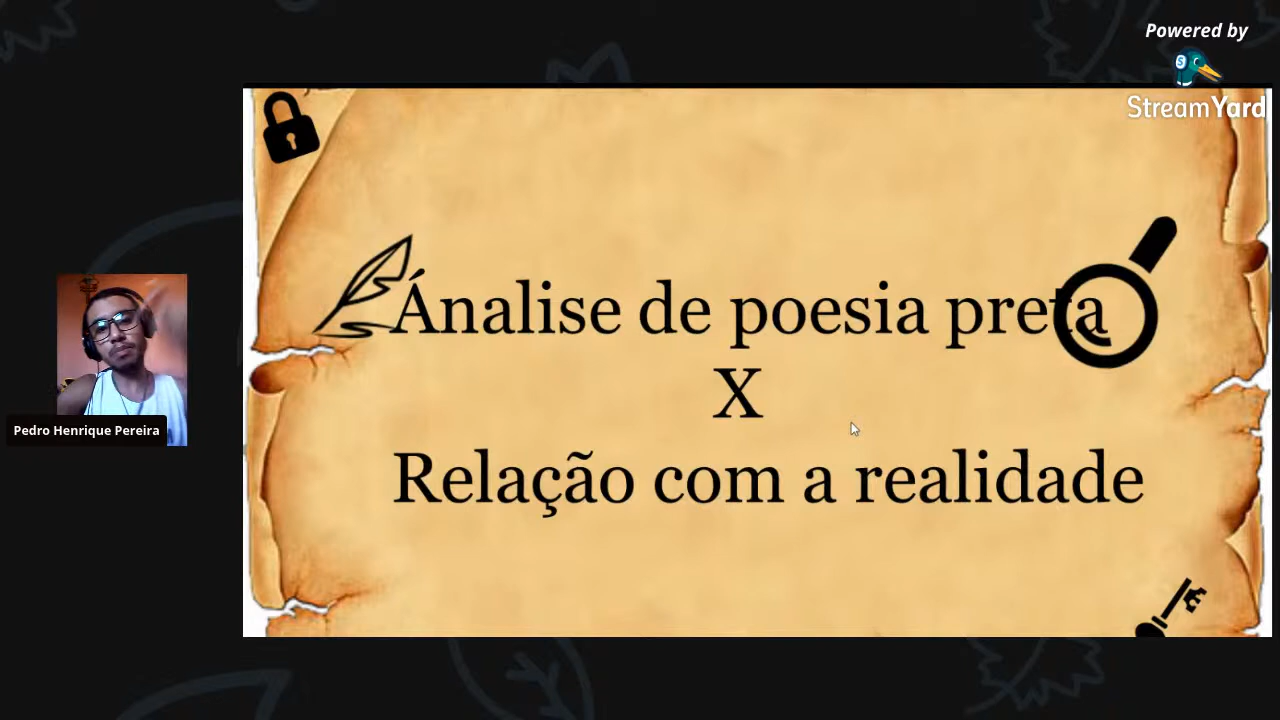 Powered by
StreamYard
Ánalise de poesia preta
X
Relação com a realidade
Pedro Henrique Pereira